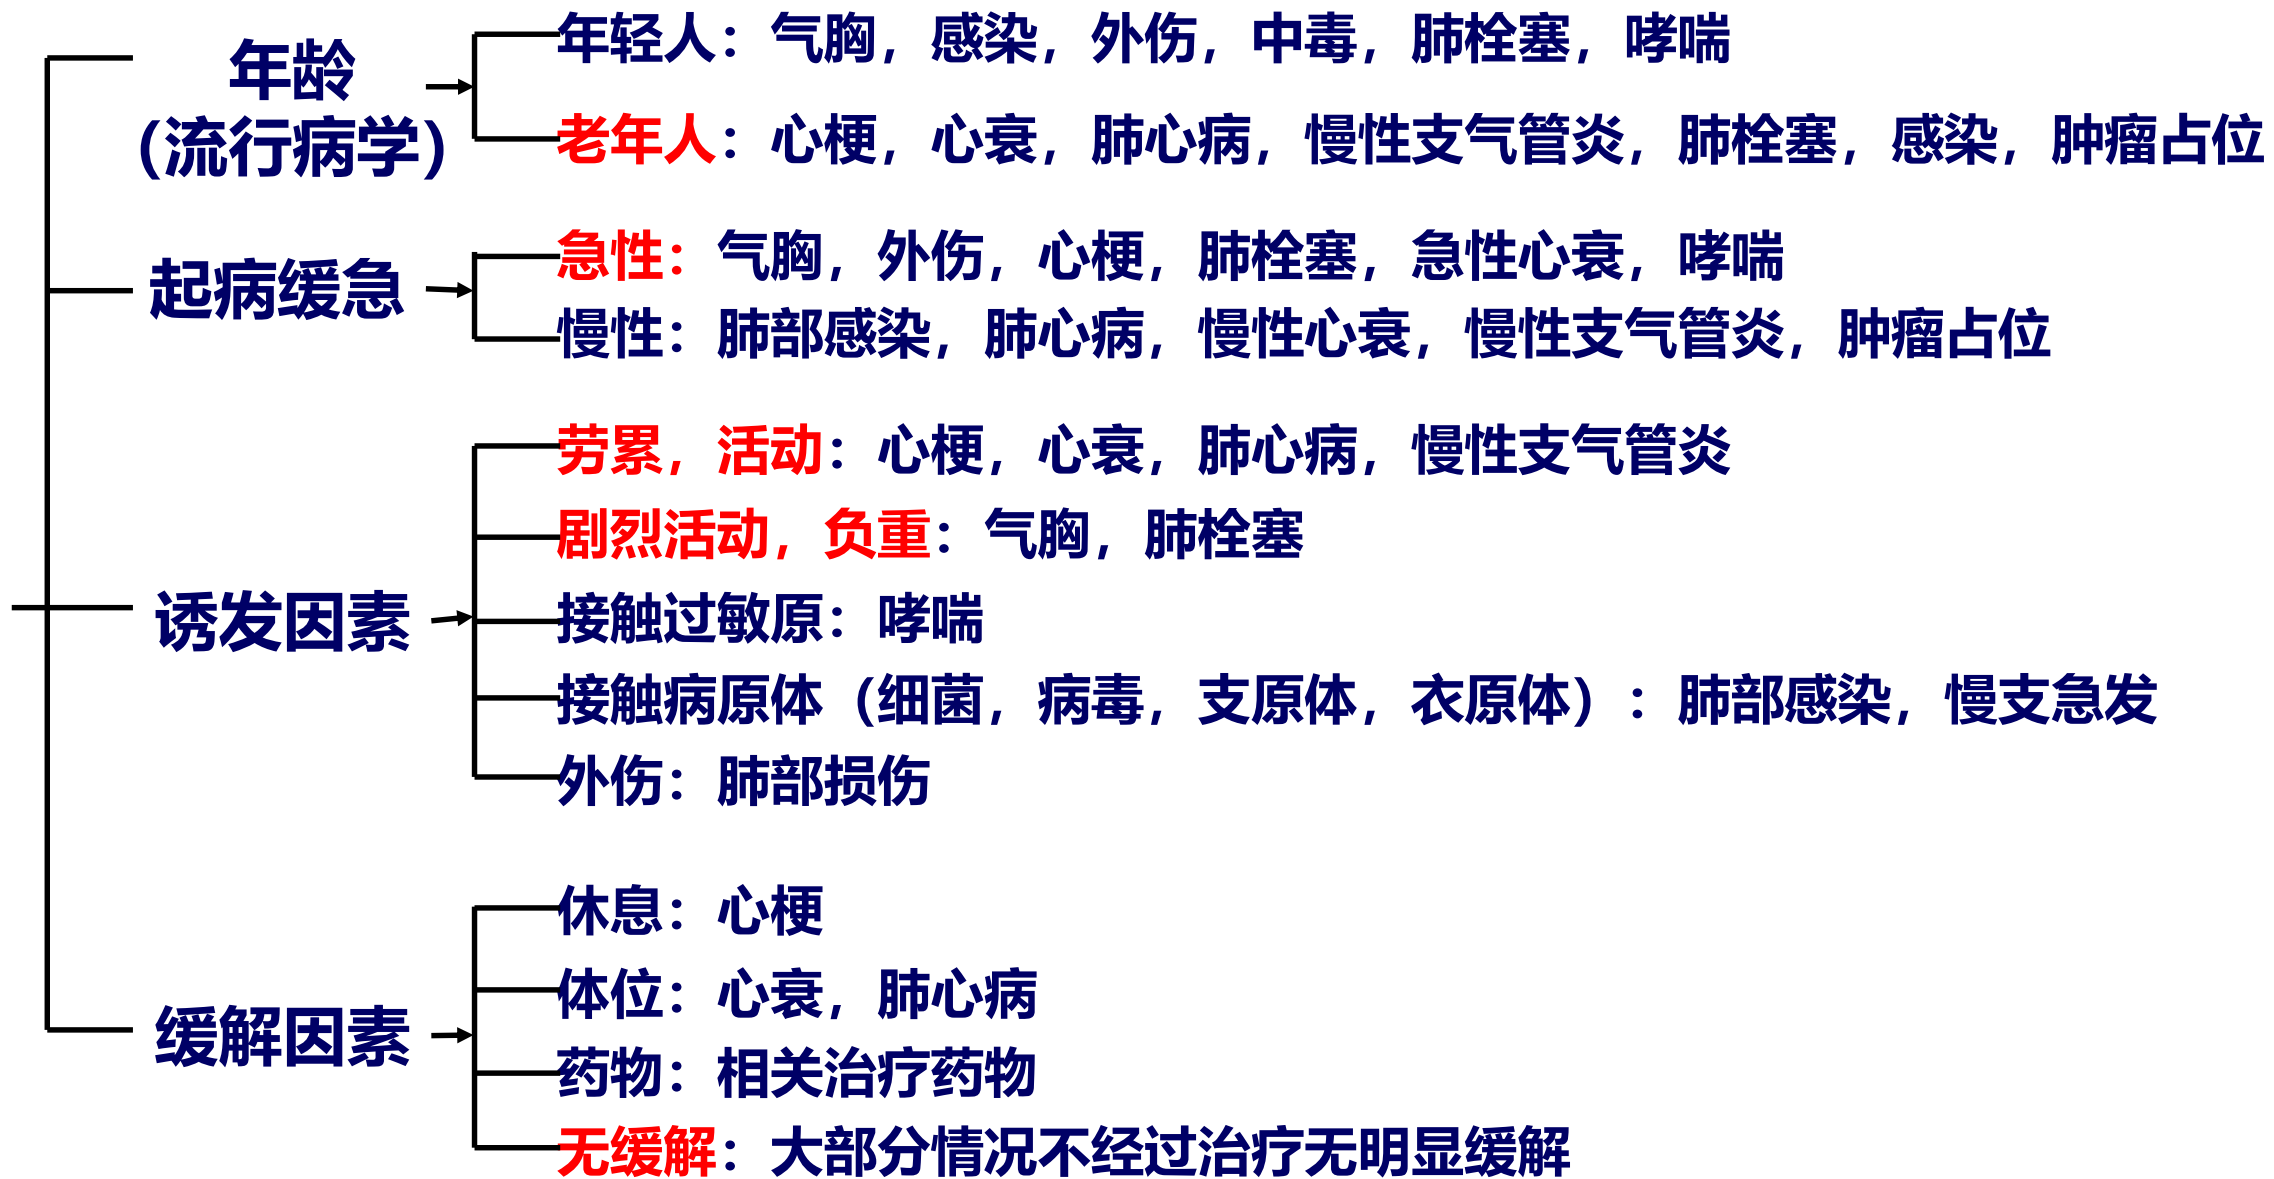 年龄
(流行病学)
年轻人：气胸，感染，外伤，中毒，肺栓塞，哮喘
老年人：心梗，心衰，肺心病，慢性支气管炎，肺栓塞，感染，肿瘤占位
起病缓急
急性：气胸，外伤，心梗，肺栓塞，急性心衰，哮喘
慢性：肺部感染，肺心病，慢性心衰，慢性支气管炎，肿瘤占位
诱发因素
劳累，活动：心梗，心衰，肺心病，慢性支气管炎
剧烈活动，负重：气胸，肺栓塞
接触过敏原：哮喘
接触病原体（细菌，病毒，支原体，衣原体）：肺部感染，慢支急发
外伤：肺部损伤
缓解因素
休息：心梗
体位：心衰，肺心病
药物：相关治疗药物
无缓解：大部分情况不经过治疗无明显缓解